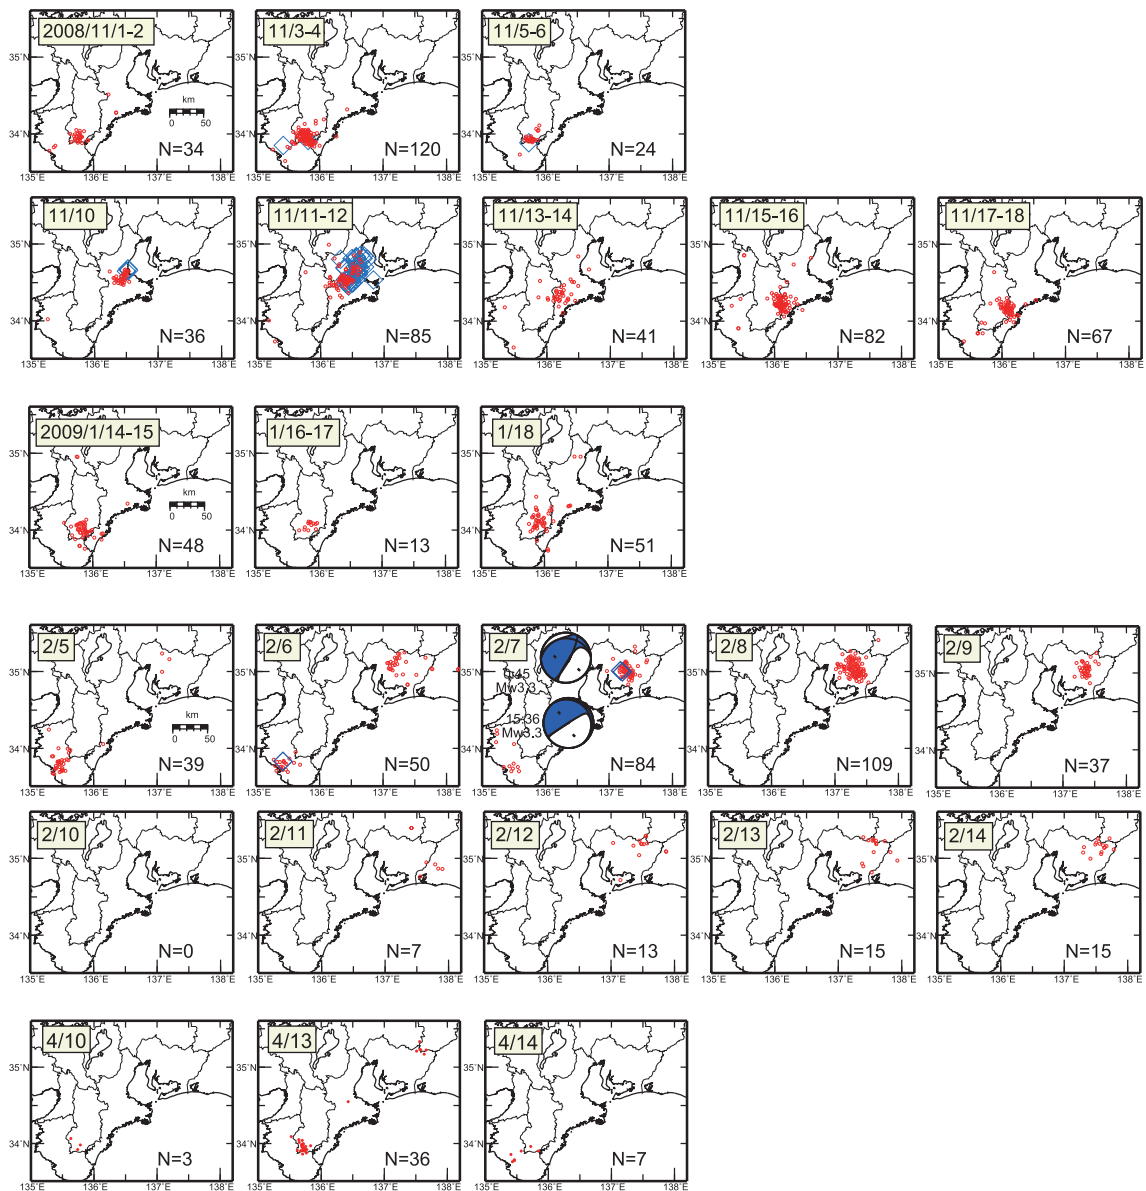 2008/11/1-2
35°N
km
0 50
34°N
N=34
135°E 136°E 137°E 138°E
11/3-4
35°N
34°N
N=120
135°E 136°E 137°E 138°E
11/5-6
35°N
34°N
N=24
135°E 136°E 137°E 138°E
11/10
35°N
34°N
N=36
135°E 136°E 137°E 138°E
11/11-12
35°N
34°N
N=85
135°E 136°E 137°E 138°E
11/13-14
35°N
34°N
N=41
135°E 136°E 137°E 138°E
11/15-16
35°N
34°N
N=82
135°E 136°E 137°E 138°E
11/17-18
35°N
34°N
N=67
135°E 136°E 137°E 138°E
2009/1/14-15
35°N
km
0 50
34°N
N=48
135°E 136°E 137°E 138°E
1/16-17
35°N
34°N
N=13
135°E 136°E 137°E 138°E
1/18
35°N
34°N
N=51
135°E 136°E 137°E 138°E
2/5
35°N
km
0 50
34°N
N=39
135°E 136°E 137°E 138°E
2/6
35°N
34°N
N=50
135°E 136°E 137°E 138°E
2/7
35°N
0:45
Mw3.3
15:36
Mw3.3
34°N
N=84
135°E 136°E 137°E 138°E
2/8
35°N
34°N
N=109
135°E 136°E 137°E 138°E
2/9
35°N
34°N
N=37
135°E 136°E 137°E 138°E
2/10
35°N
34°N
N=0
135°E 136°E 137°E 138°E
2/11
35°N
34°N
N=7
135°E 136°E 137°E 138°E
2/12
35°N
34°N
N=13
135°E 136°E 137°E 138°E
2/13
35°N
34°N
N=15
135°E 136°E 137°E 138°E
2/14
35°N
34°N
N=15
135°E 136°E 137°E 138°E
4/10
35°N
34°N
N=3
135°E 136°E 137°E 138°E
4/13
35°N
34°N
N=36
135°E 136°E 137°E 138°E
4/14
35°N
34°N
N=7
135°E 136°E 137°E 138°E